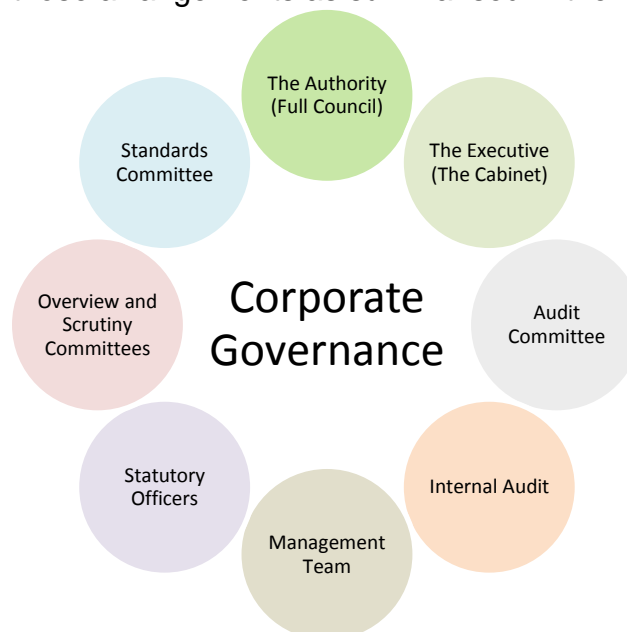 The Authority
(Full Council)
The Executive
(The Cabinet)
Audit
Committee
Internal Audit
Management
Team
Statutory
Officers
Overview and
Scrutiny
Committees
Standards
Committee
Corporate
Governance